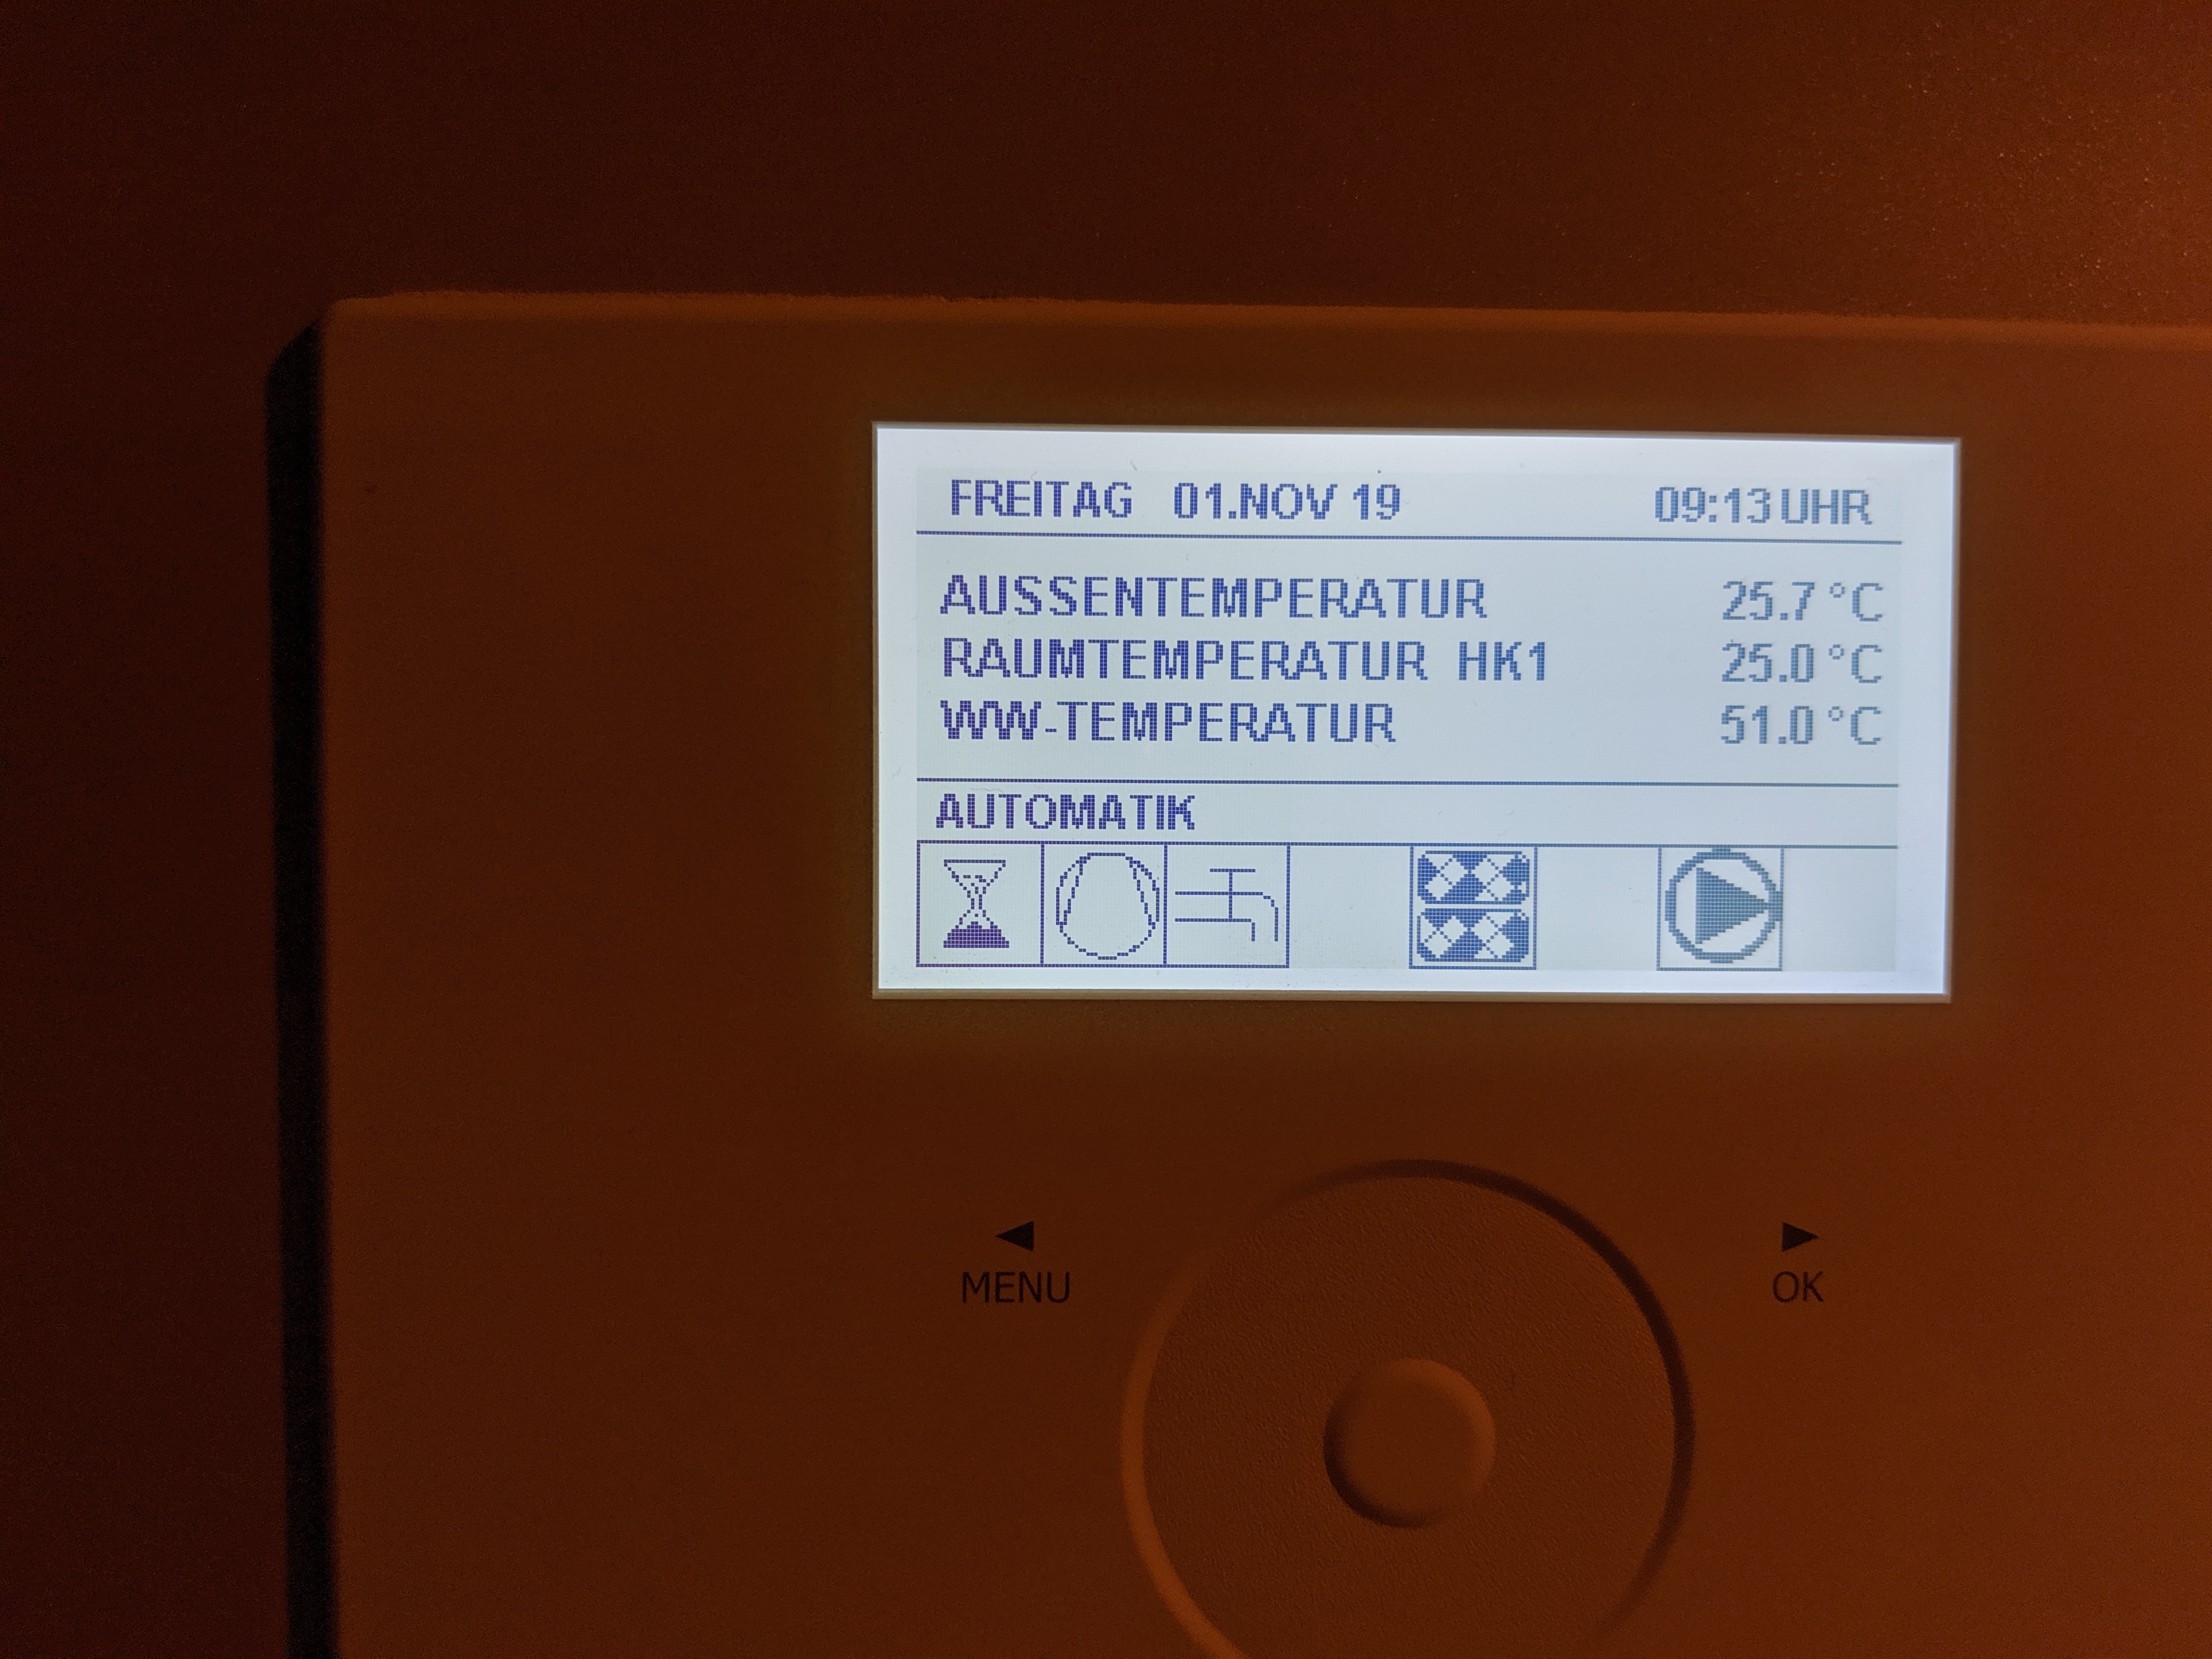 FREITAG 01.NOV 19 09:13 UHR
AUSSENTEMPERATUR 25.7 °C
RAUMTEMPERATUR HK1 25.0 °C
WW-TEMPERATUR 51.0 °C
AUTOMATIK
MENU OK